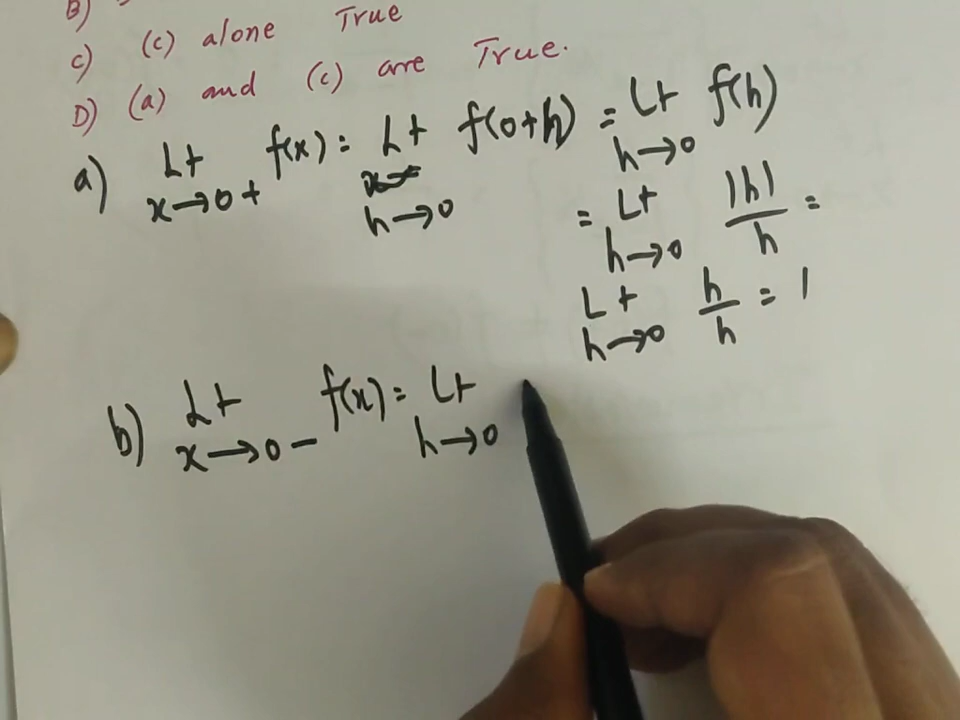 B)
C) (c) alone True
D) (a) and (c) are True.
a) Lt f(x) = Lt f(0+h) = Lt f(h)
x→0+ h→0 h→0
= Lt |h|/h =
h→0
Lt h/h = 1
h→0
b) Lt f(x) = Lt
x→0- h→0